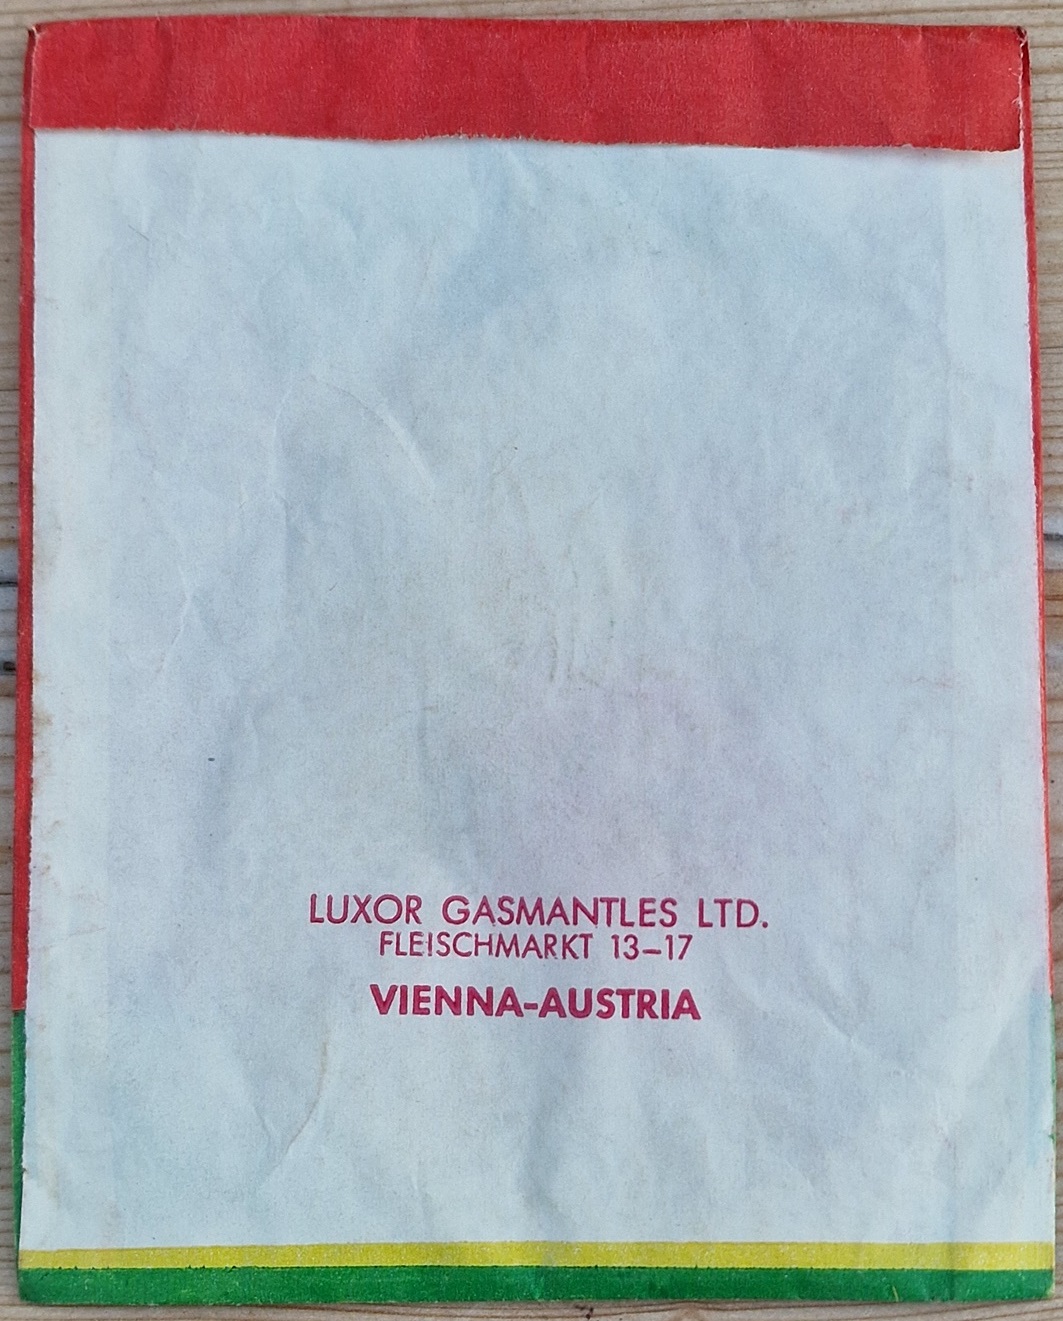 LUXOR GASMANTLES LTD.
FLEISCHMARKT 13–17
VIENNA-AUSTRIA